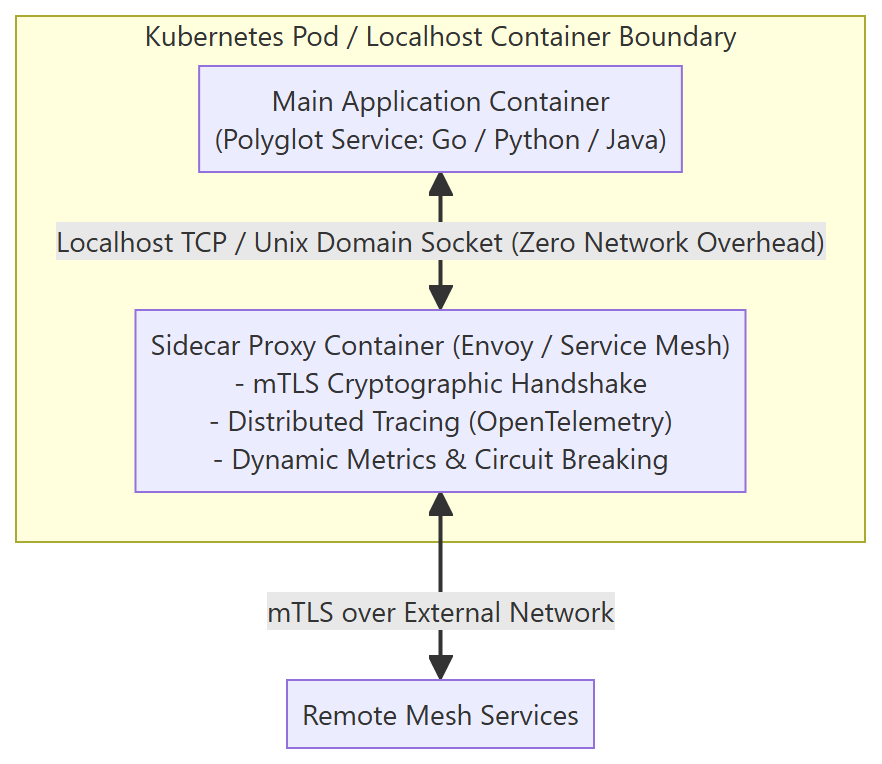 Kubernetes Pod / Localhost Container Boundary
Main Application Container
(Polyglot Service: Go / Python / Java)
Localhost TCP / Unix Domain Socket (Zero Network Overhead)
Sidecar Proxy Container (Envoy / Service Mesh)
- mTLS Cryptographic Handshake
- Distributed Tracing (OpenTelemetry)
- Dynamic Metrics & Circuit Breaking
mTLS over External Network
Remote Mesh Services